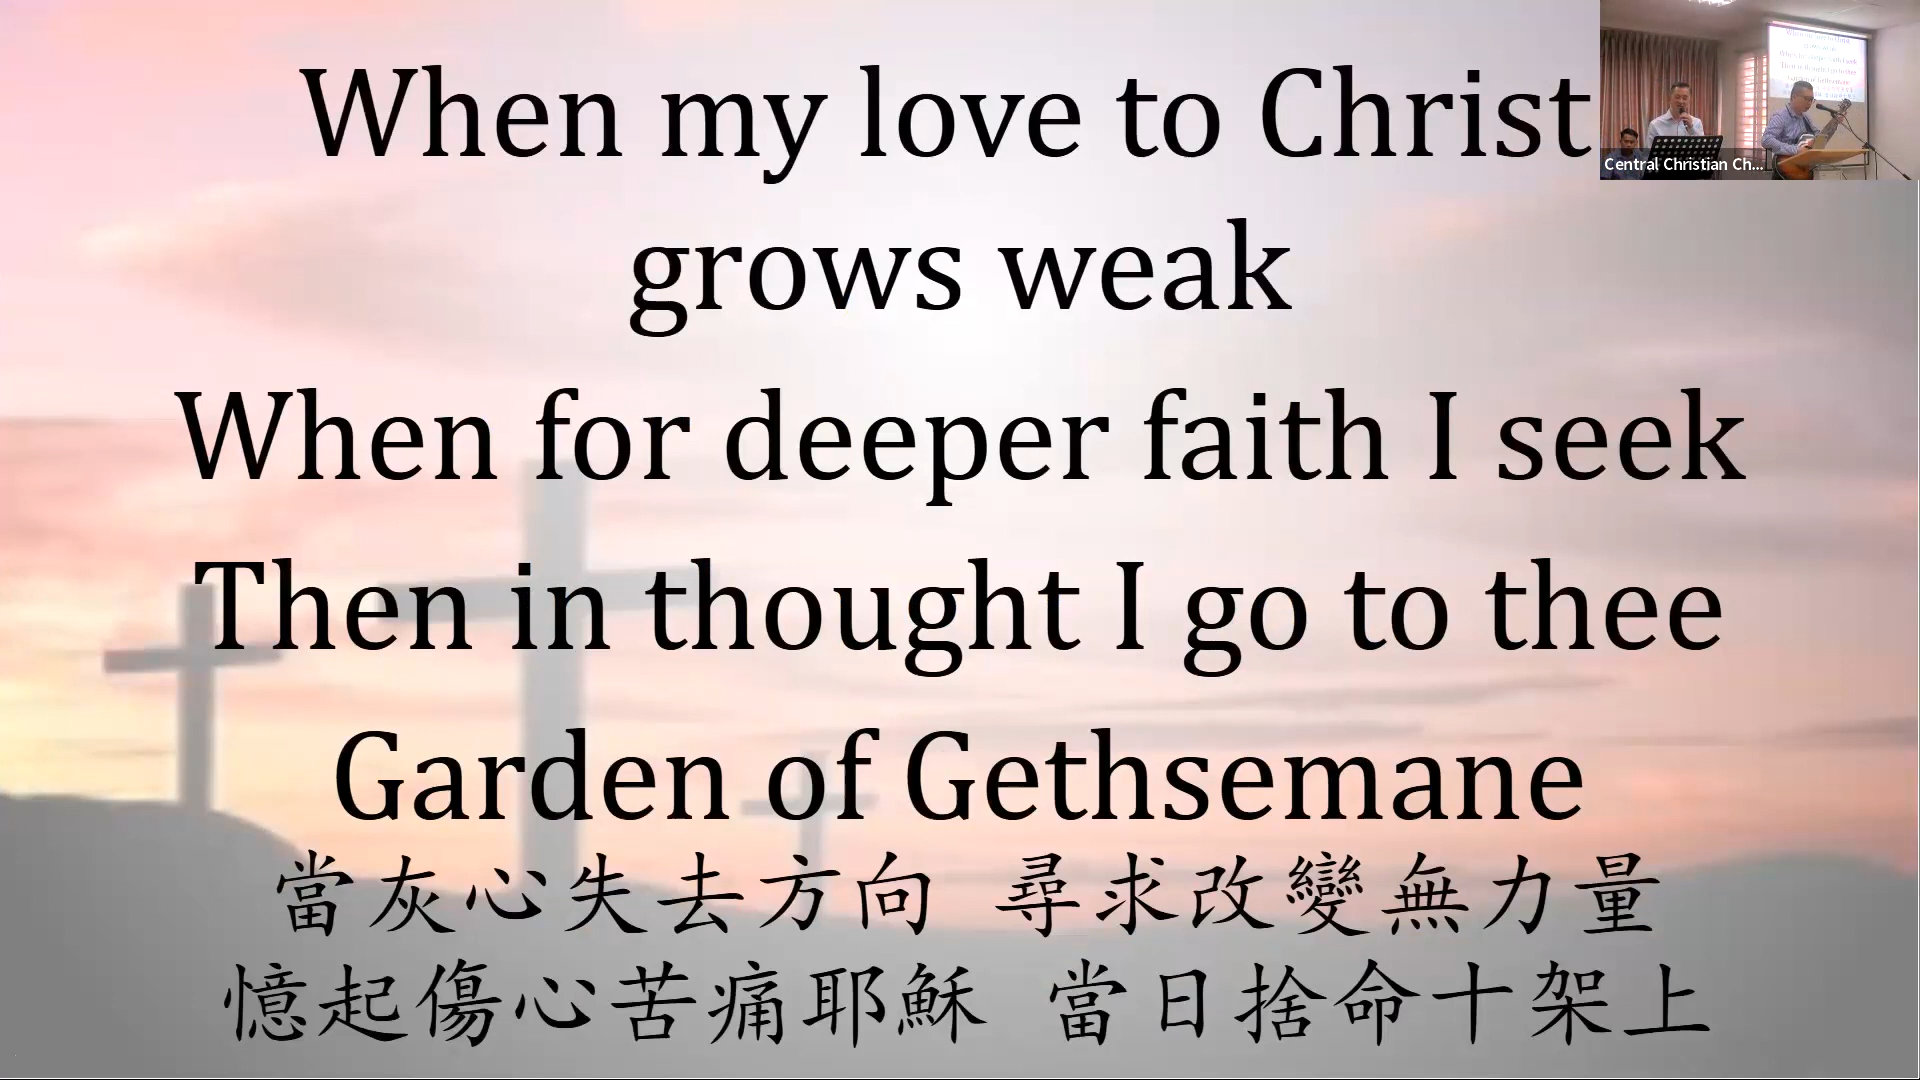 When my love to Christ
grows weak
When for deeper faith I seek
Then in thought I go to thee
Garden of Gethsemane
當灰心失去方向 尋求改變無力量
憶起傷心苦痛耶穌 當日捨命十架上
Central Christian Ch...